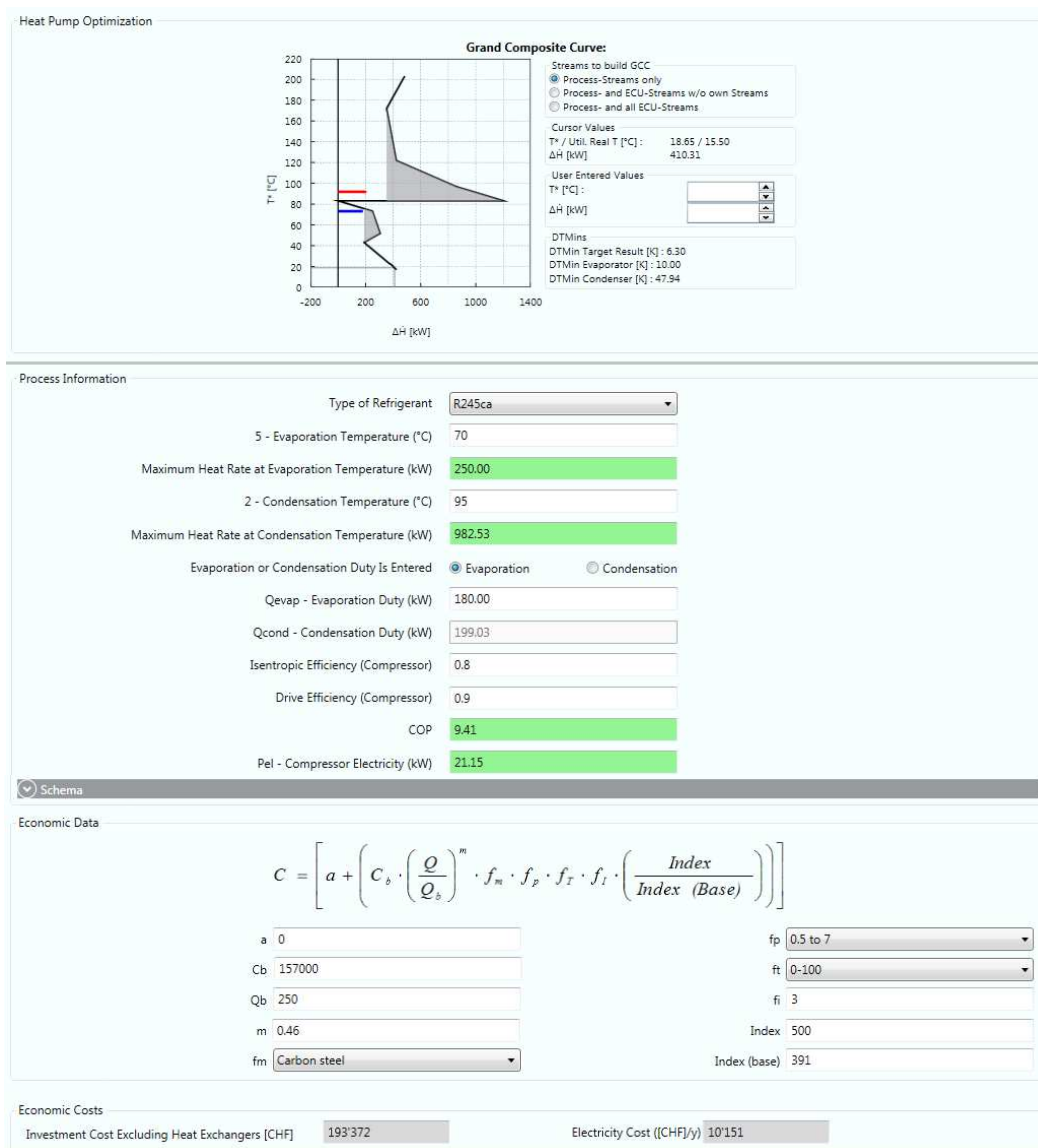 Heat Pump Optimization
Grand Composite Curve:
220
200
180
160
140
120
100
80
60
40
20
0
T* [°C]
-200 200 600 1000 1400
ΔḢ [kW]
Streams to build GCC
Process-Streams only
Process- and ECU-Streams w/o own Streams
Process- and all ECU-Streams
Cursor Values
T* / Util. Real T [°C] : 18.65 / 15.50
ΔḢ [kW] 410.31
User Entered Values
T* [°C] :
ΔḢ [kW]
DTMins
DTMin Target Result [K] : 6.30
DTMin Evaporator [K] : 10.00
DTMin Condenser [K] : 47.94
Process Information
Type of Refrigerant R245ca
5 - Evaporation Temperature (°C) 70
Maximum Heat Rate at Evaporation Temperature (kW) 250.00
2 - Condensation Temperature (°C) 95
Maximum Heat Rate at Condensation Temperature (kW) 982.53
Evaporation or Condensation Duty Is Entered Evaporation Condensation
Qevap - Evaporation Duty (kW) 180.00
Qcond - Condensation Duty (kW) 199.03
Isentropic Efficiency (Compressor) 0.8
Drive Efficiency (Compressor) 0.9
COP 9.41
Pel - Compressor Electricity (kW) 21.15
Schema
Economic Data
C = [ a + ( C_b · ( Q / Q_b )^m · f_m · f_p · f_T · f_I · ( Index / Index (Base) ) ) ]
a 0 fp 0.5 to 7
Cb 157000 ft 0-100
Qb 250 fi 3
m 0.46 Index 500
fm Carbon steel Index (base) 391
Economic Costs
Investment Cost Excluding Heat Exchangers [CHF] 193'372 Electricity Cost ([CHF]/y) 10'151